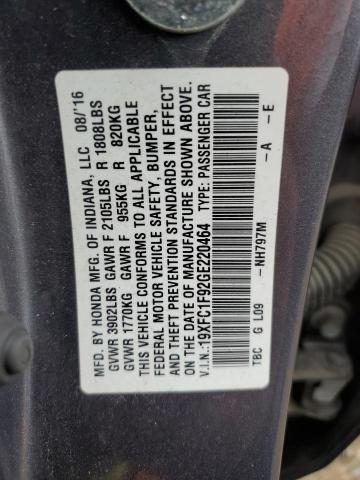 MFD. BY HONDA MFG. OF INDIANA, LLC 08/16
GVWR 3902LBS GAWR F 2105LBS R 1808LBS
GVWR 1770KG GAWR F 955KG R 820KG
THIS VEHICLE CONFORMS TO ALL APPLICABLE
FEDERAL MOTOR VEHICLE SAFETY, BUMPER,
AND THEFT PREVENTION STANDARDS IN EFFECT
ON THE DATE OF MANUFACTURE SHOWN ABOVE.
V.I.N.:19XFC1F92GE220464 TYPE: PASSENGER CAR
-NH797M -A -E
TBC G L09